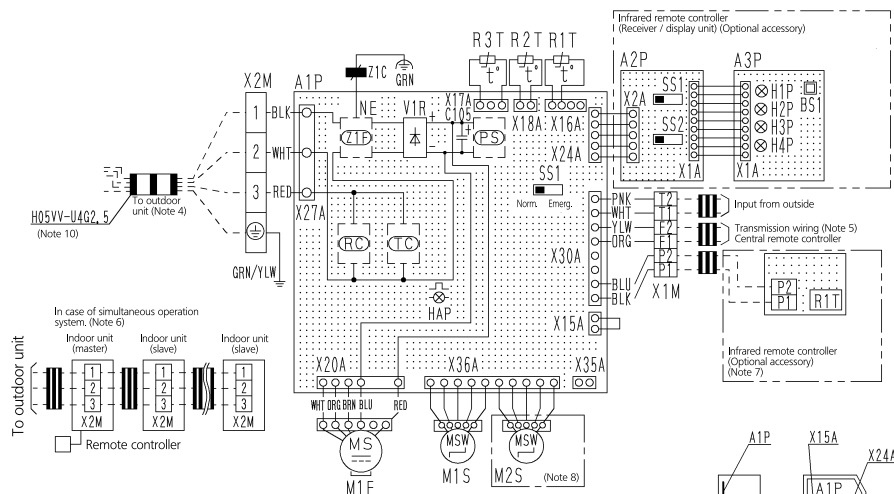 Infrared remote controller
(Receiver / display unit) (Optional accessory)
A2P
A3P
SS1
X2A
SS2
X1A
X1A
H1P
H2P
H3P
H4P
BS1
R3T R2T R1T
t°
t°
t°
Z1C
GRN
X2M
A1P
NE
V1R
X17A
C105
X18A
X16A
X24A
1
BLK
2
WHT
3
RED
Z1F
+
-
+
PS
SS1
Norm.
Emerg.
X27A
To outdoor
unit (Note 4)
H05VV-U4G2,5
(Note 10)
GRN/YLW
RC
TC
HAP
X30A
X15A
PNK
WHT
YLW
ORG
BLU
BLK
T2
T1
F2
F1
P2
P1
X1M
Input from outside
Transmission wiring (Note 5)
Central remote controller
P2
P1
R1T
Infrared remote controller
(Optional accessory)
(Note 7)
In case of simultaneous operation
system. (Note 6)
Indoor unit
(master)
Indoor unit
(slave)
Indoor unit
(slave)
To outdoor unit
1
2
3
X2M
1
2
3
X2M
1
2
3
X2M
Remote controller
X20A
X36A
X35A
WHT ORG BRN BLU
RED
MS
M1F
MSW
M1S
MSW
M2S
(Note 8)
A1P
X15A
X24A
A1P